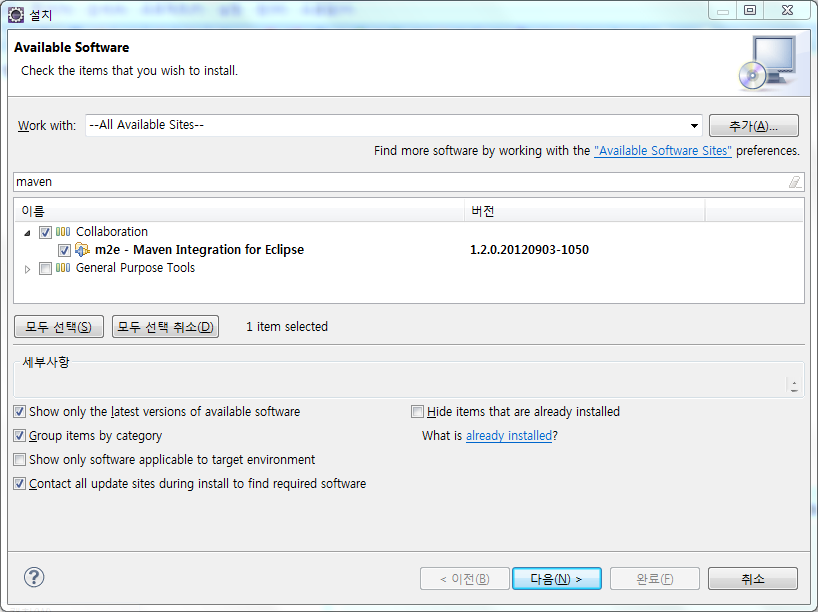 설치
Available Software
Check the items that you wish to install.
Work with: --All Available Sites-- 추가(A)...
Find more software by working with the "Available Software Sites" preferences.
maven
이름 버전
Collaboration
m2e - Maven Integration for Eclipse 1.2.0.20120903-1050
General Purpose Tools
모두 선택(S) 모두 선택 취소(D) 1 item selected
세부사항
Show only the latest versions of available software Hide items that are already installed
Group items by category What is already installed?
Show only software applicable to target environment
Contact all update sites during install to find required software
? < 이전(B) 다음(N) > 완료(F) 취소